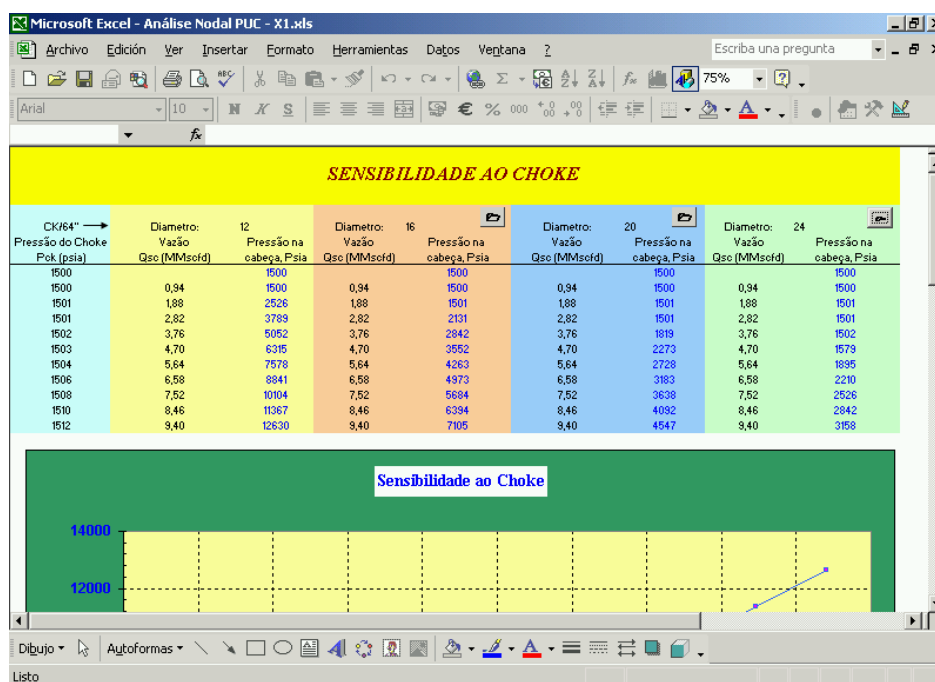 Microsoft Excel - Análise Nodal PUC - X1.xls
Archivo Edición Ver Insertar Formato Herramientas Datos Ventana ? Escriba una pregunta
75%
Arial 10 N K S € % 000
fx
SENSIBILIDADE AO CHOKE
CK/64" Diametro: 12 Diametro: 16 Diametro: 20 Diametro: 24
Pressão do Choke Vazão Pressão na Vazão Pressão na Vazão Pressão na Vazão Pressão na
Pck (psia) Qsc (MMscfd) cabeça, Psia Qsc (MMscfd) cabeça, Psia Qsc (MMscfd) cabeça, Psia Qsc (MMscfd) cabeça, Psia
1500 1500 1500 1500 1500
1500 0,94 1500 0,94 1500 0,94 1500 0,94 1500
1501 1,88 2526 1,88 1501 1,88 1501 1,88 1501
1501 2,82 3789 2,82 2131 2,82 1501 2,82 1501
1502 3,76 5052 3,76 2842 3,76 1819 3,76 1502
1503 4,70 6315 4,70 3552 4,70 2273 4,70 1579
1504 5,64 7578 5,64 4263 5,64 2728 5,64 1895
1506 6,58 8841 6,58 4973 6,58 3183 6,58 2210
1508 7,52 10104 7,52 5684 7,52 3638 7,52 2526
1510 8,46 11367 8,46 6394 8,46 4092 8,46 2842
1512 9,40 12630 9,40 7105 9,40 4547 9,40 3158
Sensibilidade ao Choke
14000
12000
Dibujo Autoformas
Listo